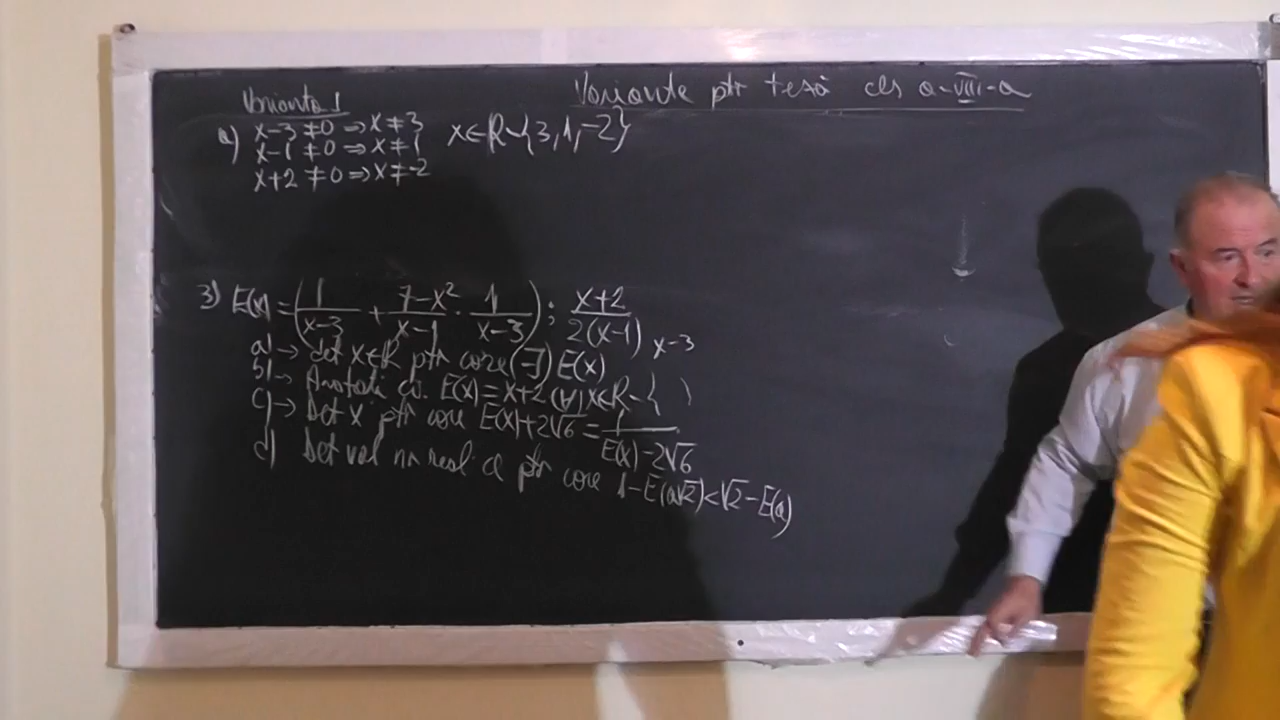 Variante ptr teză cls a-VIII-a
Varianta 1
a) x-3 ≠0 ⇒ x ≠ 3 x∈R-{3,1,-2}
x-1 ≠0 ⇒ x ≠ 1
x+2 ≠0 ⇒ x ≠ -2
3) E(x) = (1/(x-3) + (7-x²)/(x-1) · 1/(x-3)) : (x+2)/(2(x-1)) x-3
a) → det x∈R ptr care (∃) E(x)
b) → Arătați că. E(x) = x+2 (∀) x∈R-{ }
c) → Det x ptr care E(x)+2√6 = 1/(E(x)-2√6)
d) Det val nr real a ptr care 1-E(a√2)<√2-E(a)